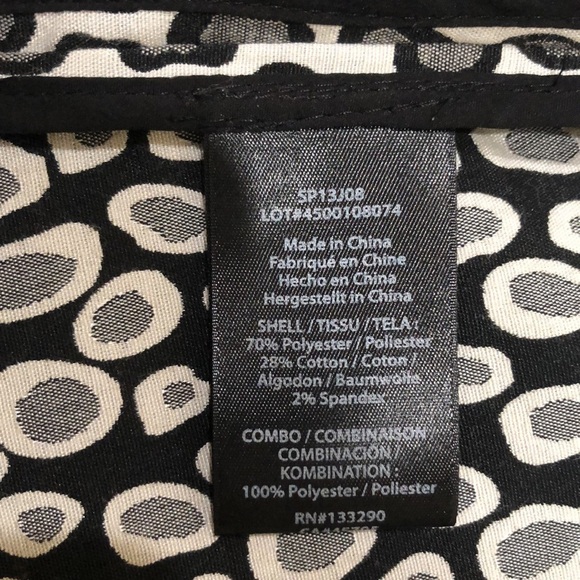 SP13J08
LOT#4500108074
Made in China
Fabriqué en Chine
Hecho en China
Hergestellt in China
SHELL / TISSU / TELA :
70% Polyester / Poliester
28% Cotton / Coton /
Algodon / Baumwolle
2% Spandex
COMBO / COMBINAISON
COMBINACIÓN /
KOMBINATION :
100% Polyester / Poliester
RN#133290